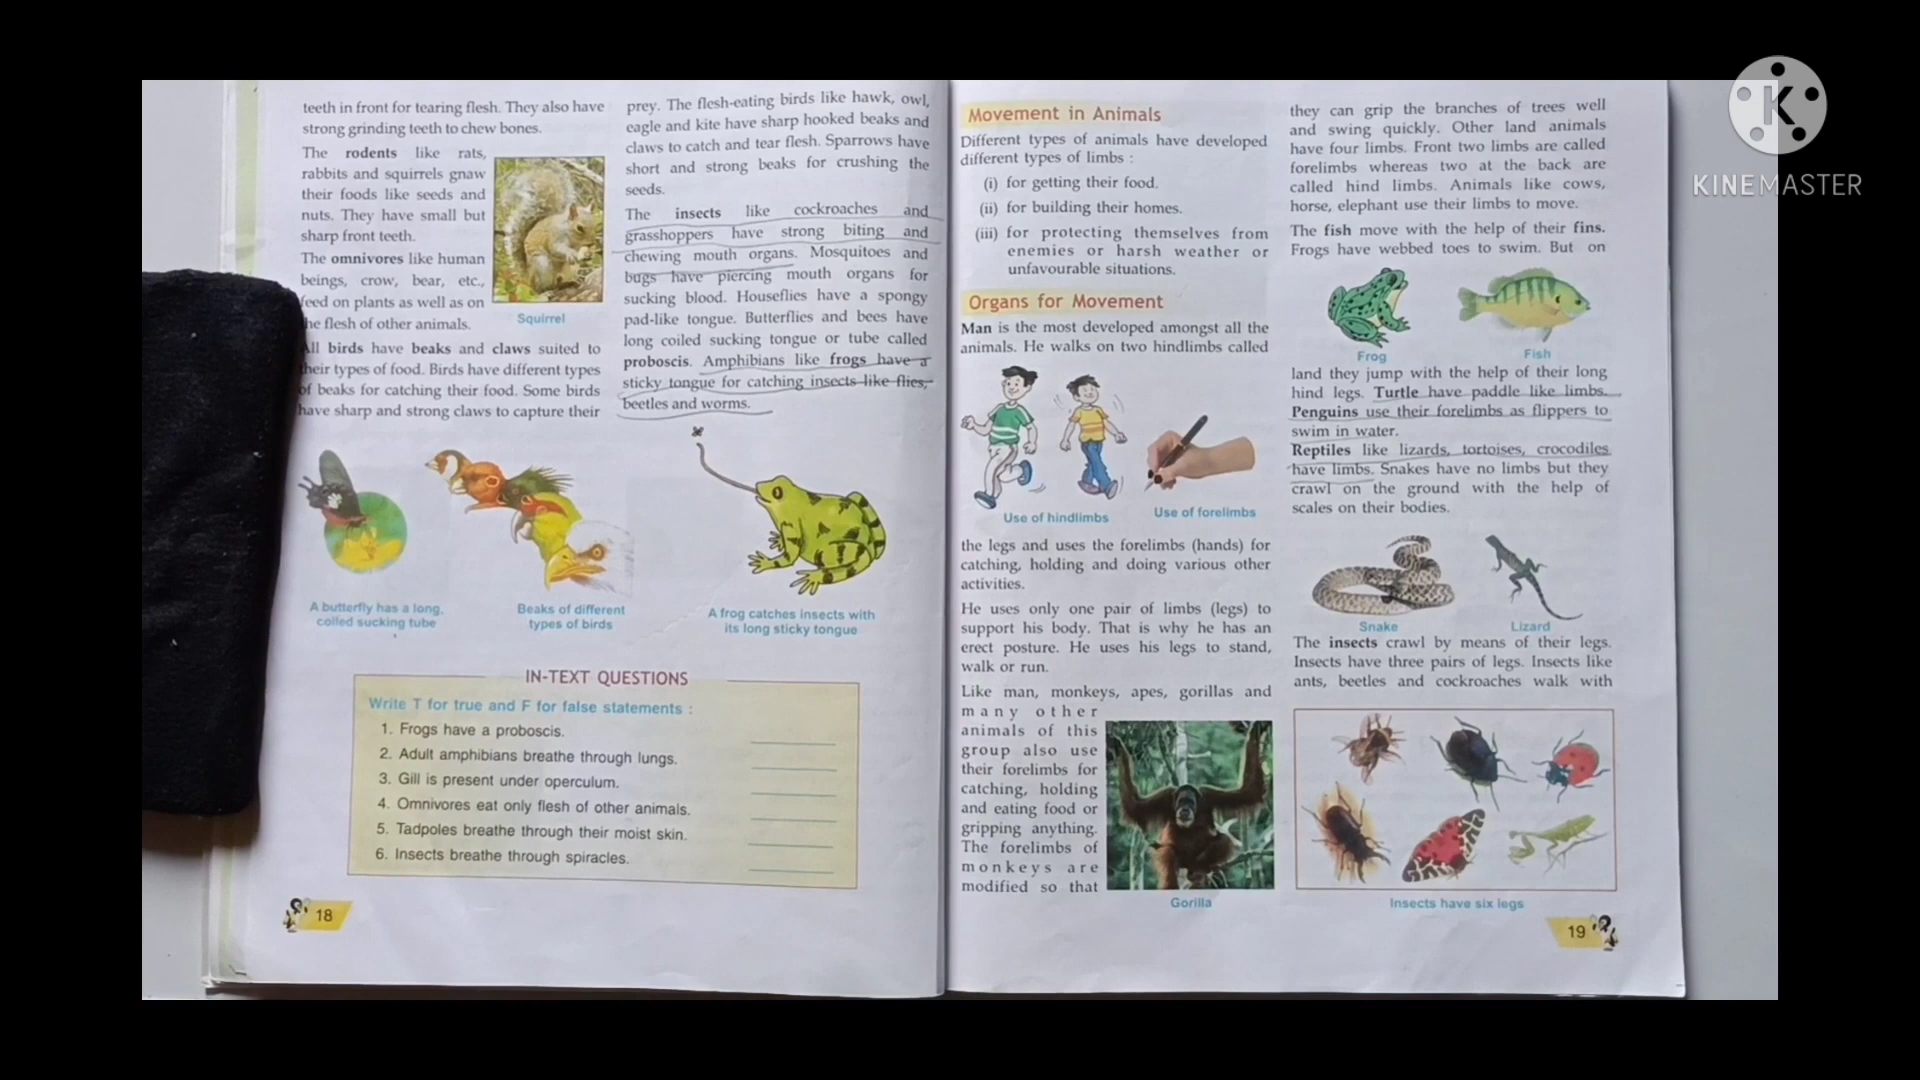 teeth in front for tearing flesh. They also have
strong grinding teeth to chew bones.
The rodents like rats,
rabbits and squirrels gnaw
their foods like seeds and
nuts. They have small but
sharp front teeth.
The omnivores like human
beings, crow, bear, etc.,
feed on plants as well as on
the flesh of other animals.
Squirrel
All birds have beaks and claws suited to
their types of food. Birds have different types
of beaks for catching their food. Some birds
have sharp and strong claws to capture their
prey. The flesh-eating birds like hawk, owl,
eagle and kite have sharp hooked beaks and
claws to catch and tear flesh. Sparrows have
short and strong beaks for crushing the
seeds.
The insects like cockroaches and
grasshoppers have strong biting and
chewing mouth organs. Mosquitoes and
bugs have piercing mouth organs for
sucking blood. Houseflies have a spongy
pad-like tongue. Butterflies and bees have
long coiled sucking tongue or tube called
proboscis. Amphibians like frogs have a
sticky tongue for catching insects like flies,
beetles and worms.
A butterfly has a long,
coiled sucking tube
Beaks of different
types of birds
A frog catches insects with
its long sticky tongue
IN-TEXT QUESTIONS
Write T for true and F for false statements :
1. Frogs have a proboscis.
2. Adult amphibians breathe through lungs.
3. Gill is present under operculum.
4. Omnivores eat only flesh of other animals.
5. Tadpoles breathe through their moist skin.
6. Insects breathe through spiracles.
18
Movement in Animals
Different types of animals have developed
different types of limbs :
(i) for getting their food.
(ii) for building their homes.
(iii) for protecting themselves from
enemies or harsh weather or
unfavourable situations.
Organs for Movement
Man is the most developed amongst all the
animals. He walks on two hindlimbs called
Use of hindlimbs
Use of forelimbs
the legs and uses the forelimbs (hands) for
catching, holding and doing various other
activities.
He uses only one pair of limbs (legs) to
support his body. That is why he has an
erect posture. He uses his legs to stand,
walk or run.
Like man, monkeys, apes, gorillas and
many other
animals of this
group also use
their forelimbs for
catching, holding
and eating food or
gripping anything.
The forelimbs of
monkeys are
modified so that
Gorilla
they can grip the branches of trees well
and swing quickly. Other land animals
have four limbs. Front two limbs are called
forelimbs whereas two at the back are
called hind limbs. Animals like cows,
horse, elephant use their limbs to move.
The fish move with the help of their fins.
Frogs have webbed toes to swim. But on
Frog
Fish
land they jump with the help of their long
hind legs. Turtle have paddle like limbs.
Penguins use their forelimbs as flippers to
swim in water.
Reptiles like lizards, tortoises, crocodiles
have limbs. Snakes have no limbs but they
crawl on the ground with the help of
scales on their bodies.
Snake
Lizard
The insects crawl by means of their legs.
Insects have three pairs of legs. Insects like
ants, beetles and cockroaches walk with
Insects have six legs
19
K
KINEMASTER